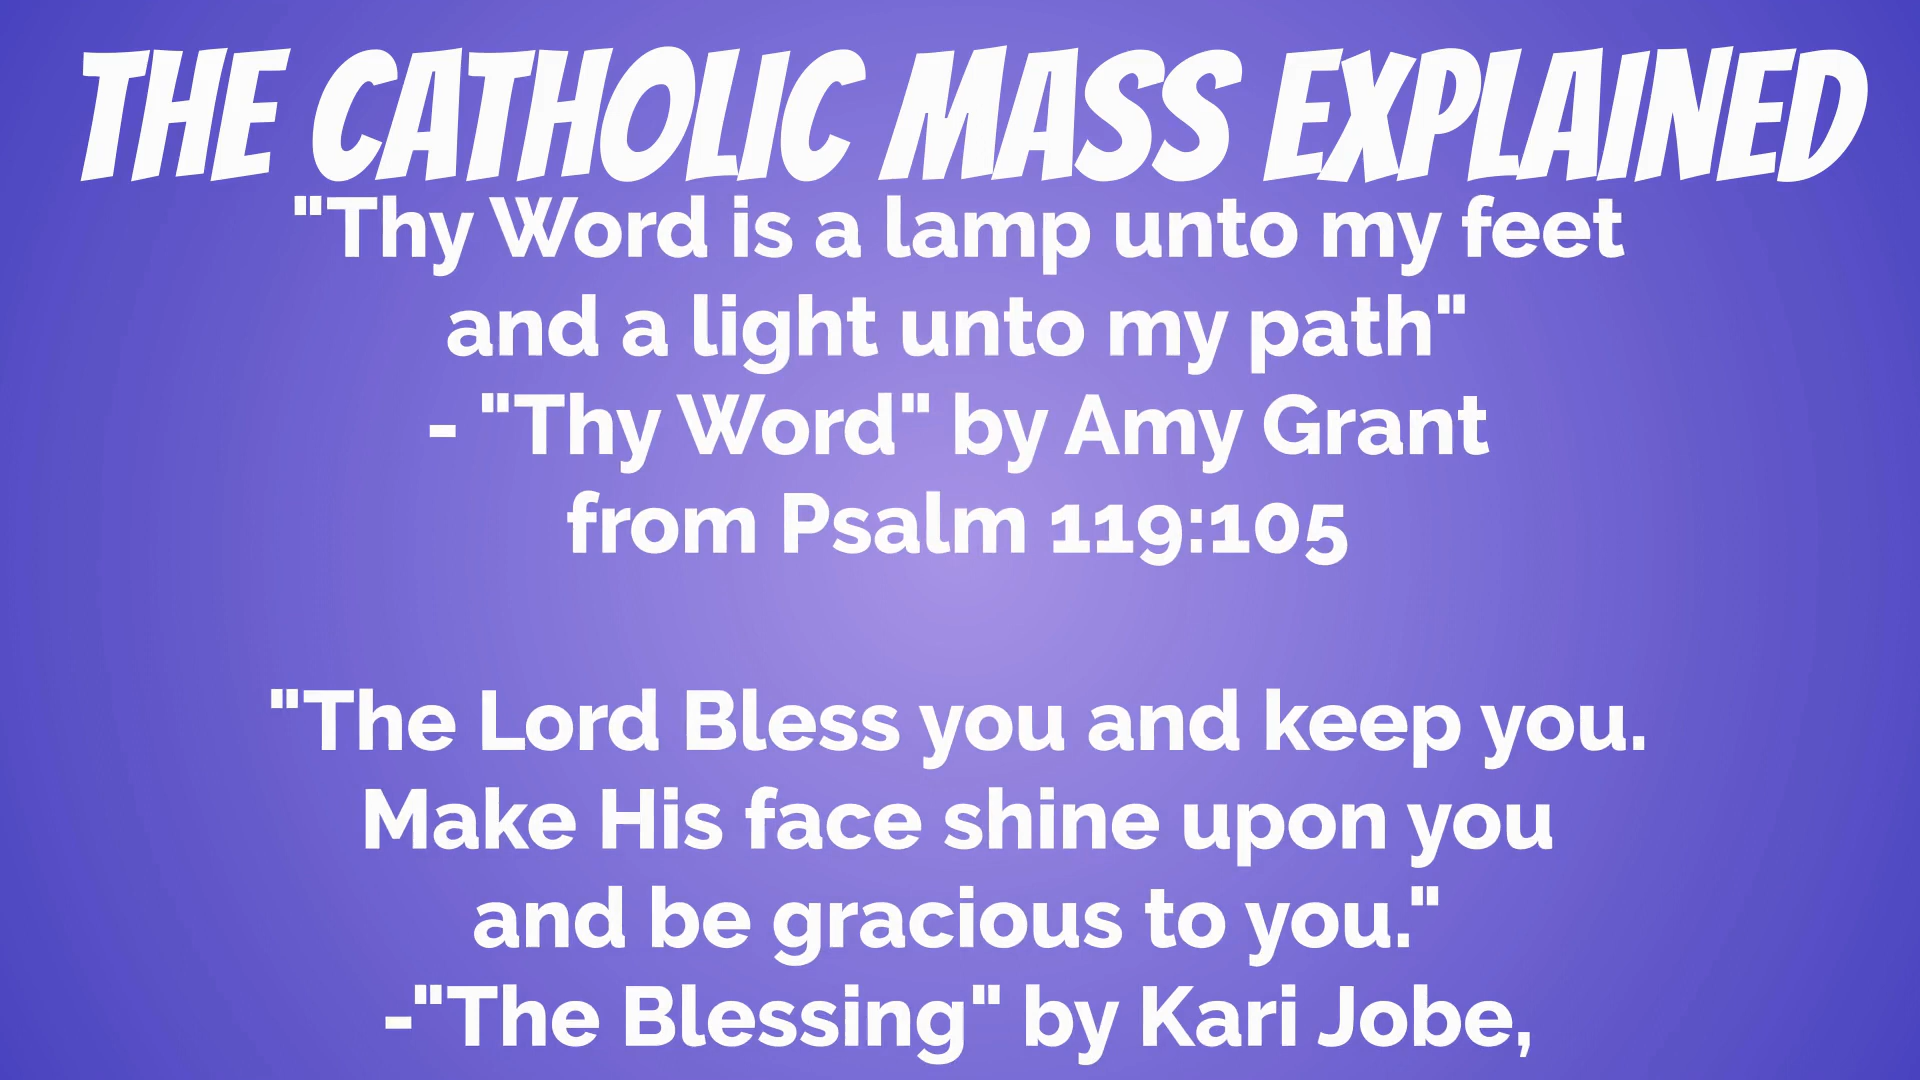 THE CATHOLIC MASS EXPLAINED
"Thy Word is a lamp unto my feet
and a light unto my path"
- "Thy Word" by Amy Grant
from Psalm 119:105
"The Lord Bless you and keep you.
Make His face shine upon you
and be gracious to you."
-"The Blessing" by Kari Jobe,